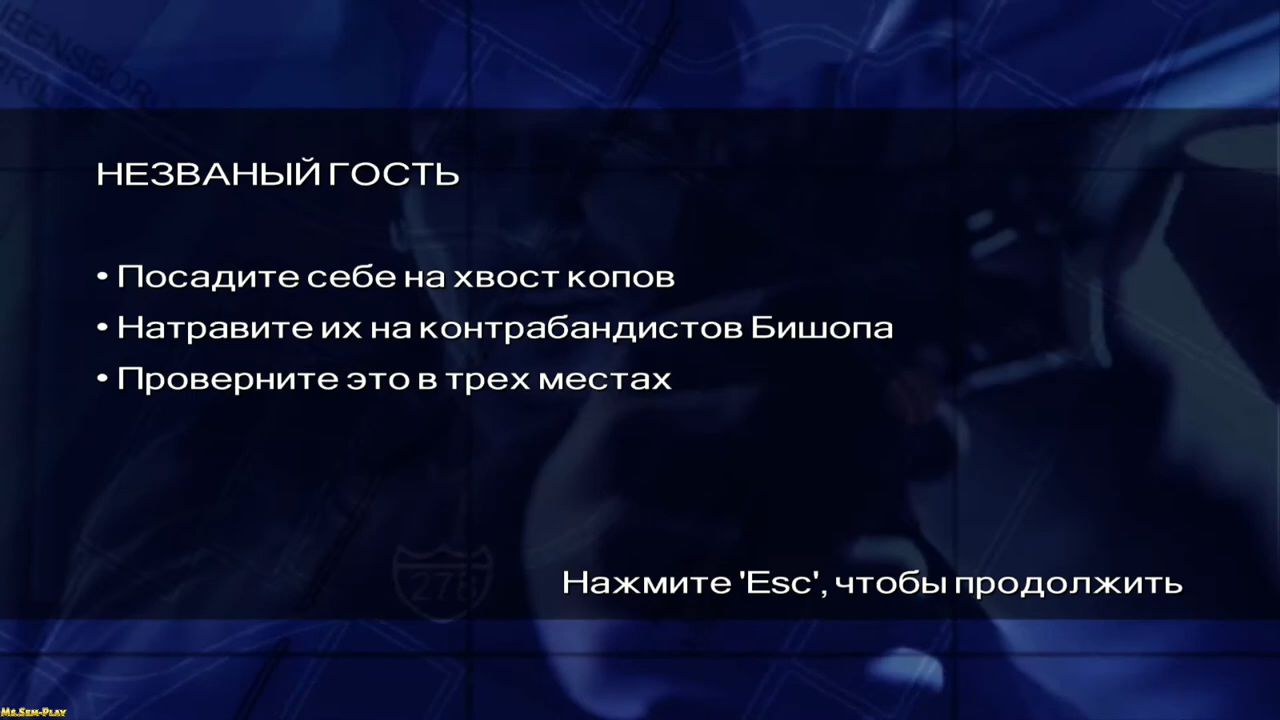 НЕЗВАНЫЙ ГОСТЬ
• Посадите себе на хвост копов
• Натравите их на контрабандистов Бишопа
• Проверните это в трех местах
278
Нажмите 'Esc', чтобы продолжить
Mr.Sem-Play